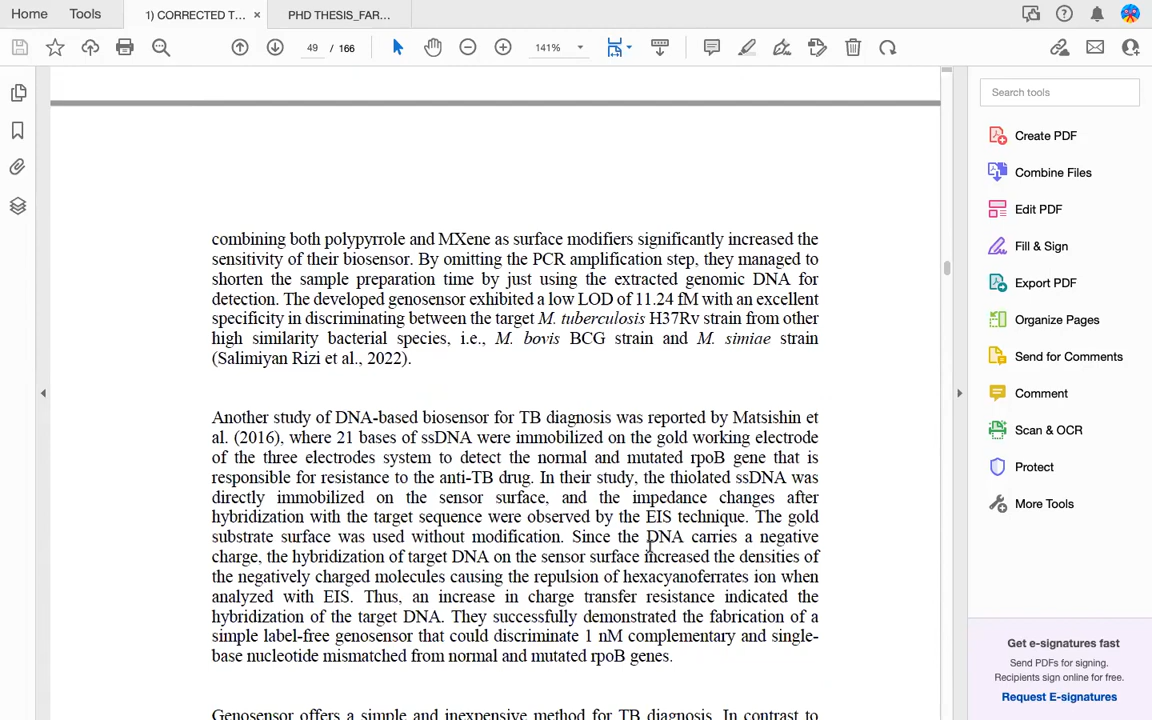 Home
Tools
1) CORRECTED T...
×
PHD THESIS_FAR...
49 / 166
141%
Search tools
Create PDF
Combine Files
Edit PDF
Fill & Sign
Export PDF
Organize Pages
Send for Comments
Comment
Scan & OCR
Protect
More Tools
Get e-signatures fast
Send PDFs for signing.
Recipients sign online for free.
Request E-signatures
combining both polypyrrole and MXene as surface modifiers significantly increased the
sensitivity of their biosensor. By omitting the PCR amplification step, they managed to
shorten the sample preparation time by just using the extracted genomic DNA for
detection. The developed genosensor exhibited a low LOD of 11.24 fM with an excellent
specificity in discriminating between the target M. tuberculosis H37Rv strain from other
high similarity bacterial species, i.e., M. bovis BCG strain and M. simiae strain
(Salimiyan Rizi et al., 2022).
Another study of DNA-based biosensor for TB diagnosis was reported by Matsishin et
al. (2016), where 21 bases of ssDNA were immobilized on the gold working electrode
of the three electrodes system to detect the normal and mutated rpoB gene that is
responsible for resistance to the anti-TB drug. In their study, the thiolated ssDNA was
directly immobilized on the sensor surface, and the impedance changes after
hybridization with the target sequence were observed by the EIS technique. The gold
substrate surface was used without modification. Since the DNA carries a negative
charge, the hybridization of target DNA on the sensor surface increased the densities of
the negatively charged molecules causing the repulsion of hexacyanoferrates ion when
analyzed with EIS. Thus, an increase in charge transfer resistance indicated the
hybridization of the target DNA. They successfully demonstrated the fabrication of a
simple label-free genosensor that could discriminate 1 nM complementary and single-
base nucleotide mismatched from normal and mutated rpoB genes.
Genosensor offers a simple and inexpensive method for TB diagnosis. In contrast to